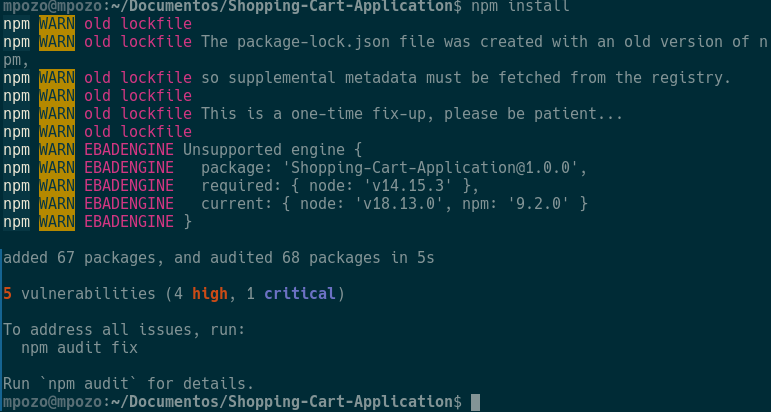 mpozo@mpozo:~/Documentos/Shopping-Cart-Application$ npm install
npm WARN old lockfile
npm WARN old lockfile The package-lock.json file was created with an old version of n
pm,
npm WARN old lockfile so supplemental metadata must be fetched from the registry.
npm WARN old lockfile
npm WARN old lockfile This is a one-time fix-up, please be patient...
npm WARN old lockfile
npm WARN EBADENGINE Unsupported engine {
npm WARN EBADENGINE   package: 'Shopping-Cart-Application@1.0.0',
npm WARN EBADENGINE   required: { node: 'v14.15.3' },
npm WARN EBADENGINE   current: { node: 'v18.13.0', npm: '9.2.0' }
npm WARN EBADENGINE }
added 67 packages, and audited 68 packages in 5s
5 vulnerabilities (4 high, 1 critical)
To address all issues, run:
  npm audit fix
Run `npm audit` for details.
mpozo@mpozo:~/Documentos/Shopping-Cart-Application$